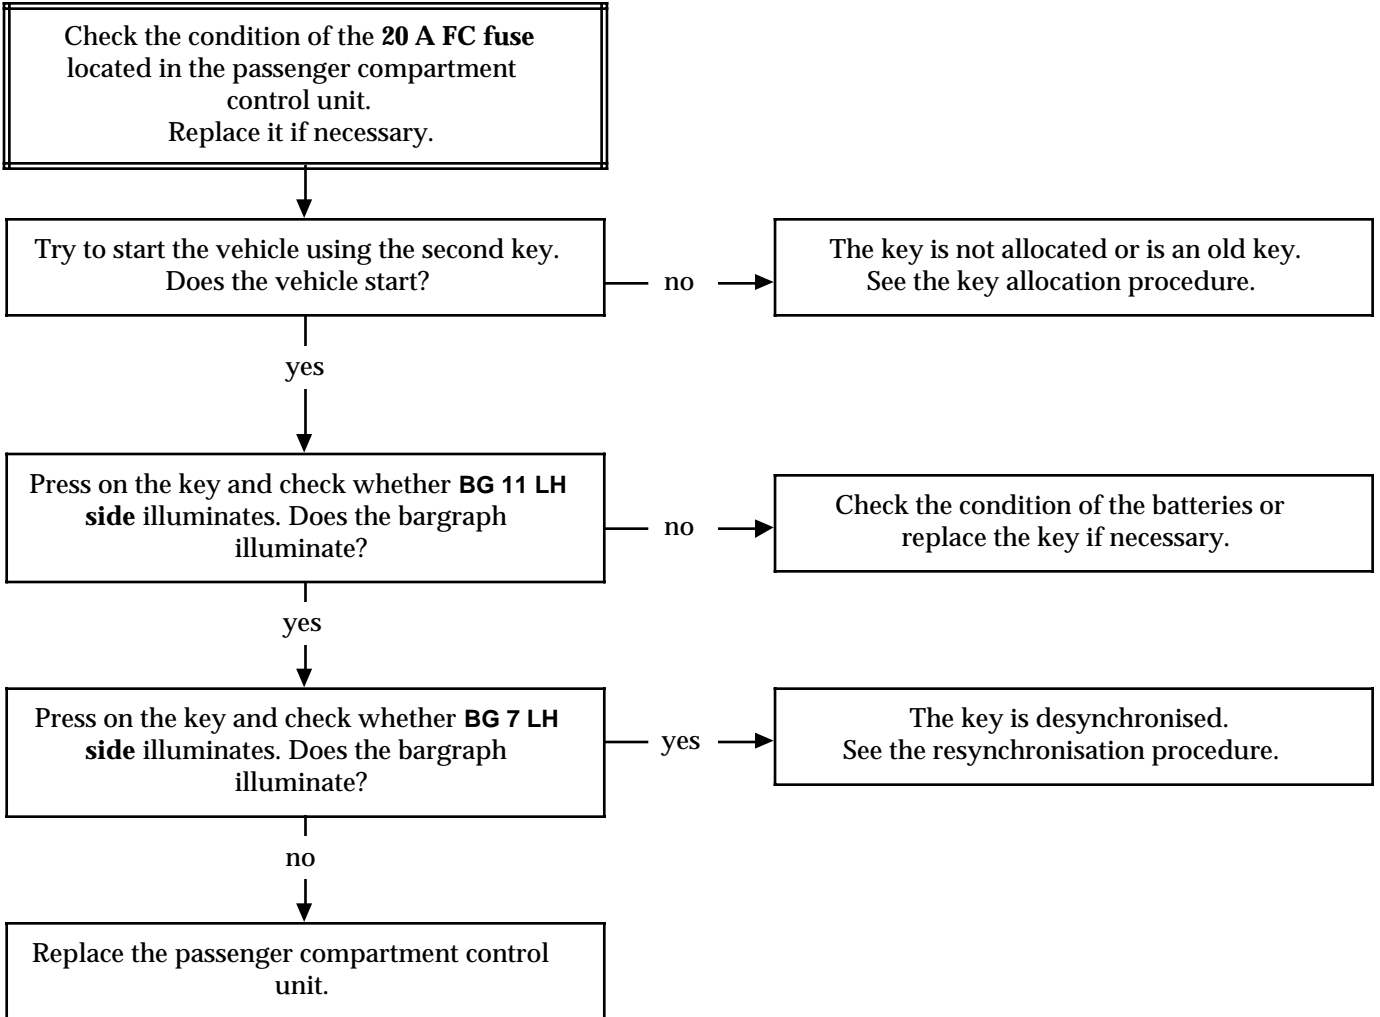 Check the condition of the 20 A FC fuse
located in the passenger compartment
control unit.
Replace it if necessary.
Try to start the vehicle using the second key.
Does the vehicle start?
no
The key is not allocated or is an old key.
See the key allocation procedure.
yes
Press on the key and check whether BG 11 LH
side illuminates. Does the bargraph
illuminate?
no
Check the condition of the batteries or
replace the key if necessary.
yes
Press on the key and check whether BG 7 LH
side illuminates. Does the bargraph
illuminate?
yes
The key is desynchronised.
See the resynchronisation procedure.
no
Replace the passenger compartment control
unit.